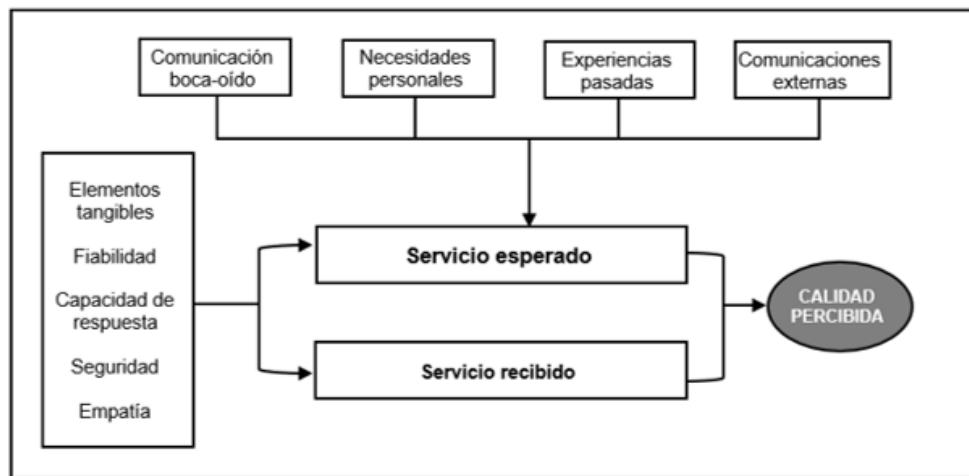 Comunicación
boca-oído
Necesidades
personales
Experiencias
pasadas
Comunicaciones
externas
Elementos
tangibles
Fiabilidad
Capacidad de
respuesta
Seguridad
Empatía
Servicio esperado
Servicio recibido
CALIDAD
PERCIBIDA